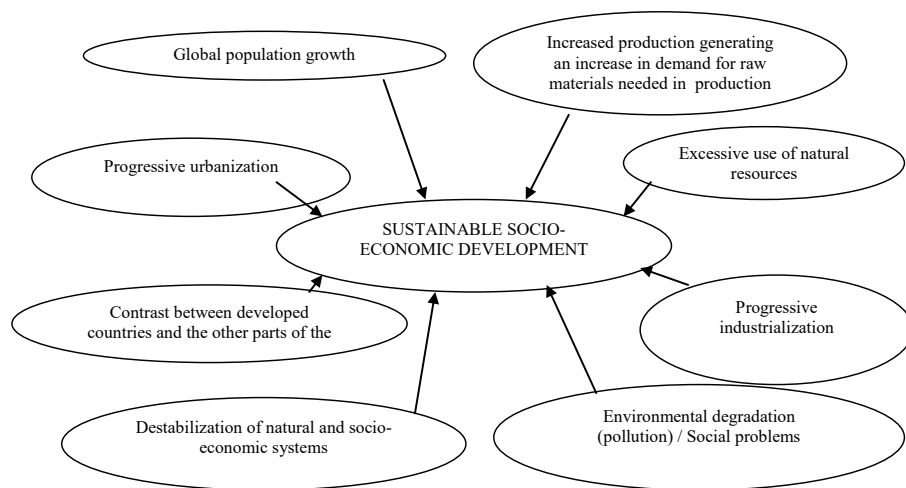 Global population growth
Increased production generating
an increase in demand for raw
materials needed in production
Progressive urbanization
Excessive use of natural
resources
SUSTAINABLE SOCIO-
ECONOMIC DEVELOPMENT
Contrast between developed
countries and the other parts of the
Progressive
industrialization
Destabilization of natural and socio-
economic systems
Environmental degradation
(pollution) / Social problems